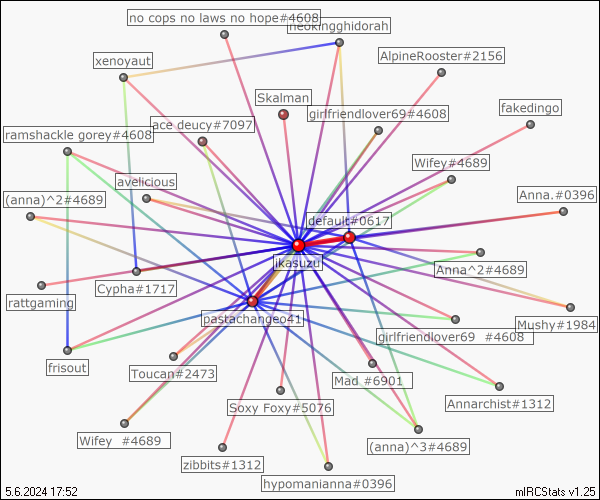 no cops no laws no hope#4608
neokingghidorah
AlpineRooster#2156
xenoyaut
Skalman
girlfriendlover69#4608
fakedingo
ace deucy#7097
ramshackle gorey#4608
Wifey#4689
avelicious
Anna.#0396
(anna)^2#4689
default#0617
ikasuzu
Anna^2#4689
Cypha#1717
rattgaming
pastachangeo41
Mushy#1984
girlfriendlover69 #4608
frisout
Toucan#2473
Mad #6901
Annarchist#1312
Soxy Foxy#5076
Wifey #4689
(anna)^3#4689
zibbits#1312
hypomanianna#0396
5.6.2024 17:52
mIRCStats v1.25